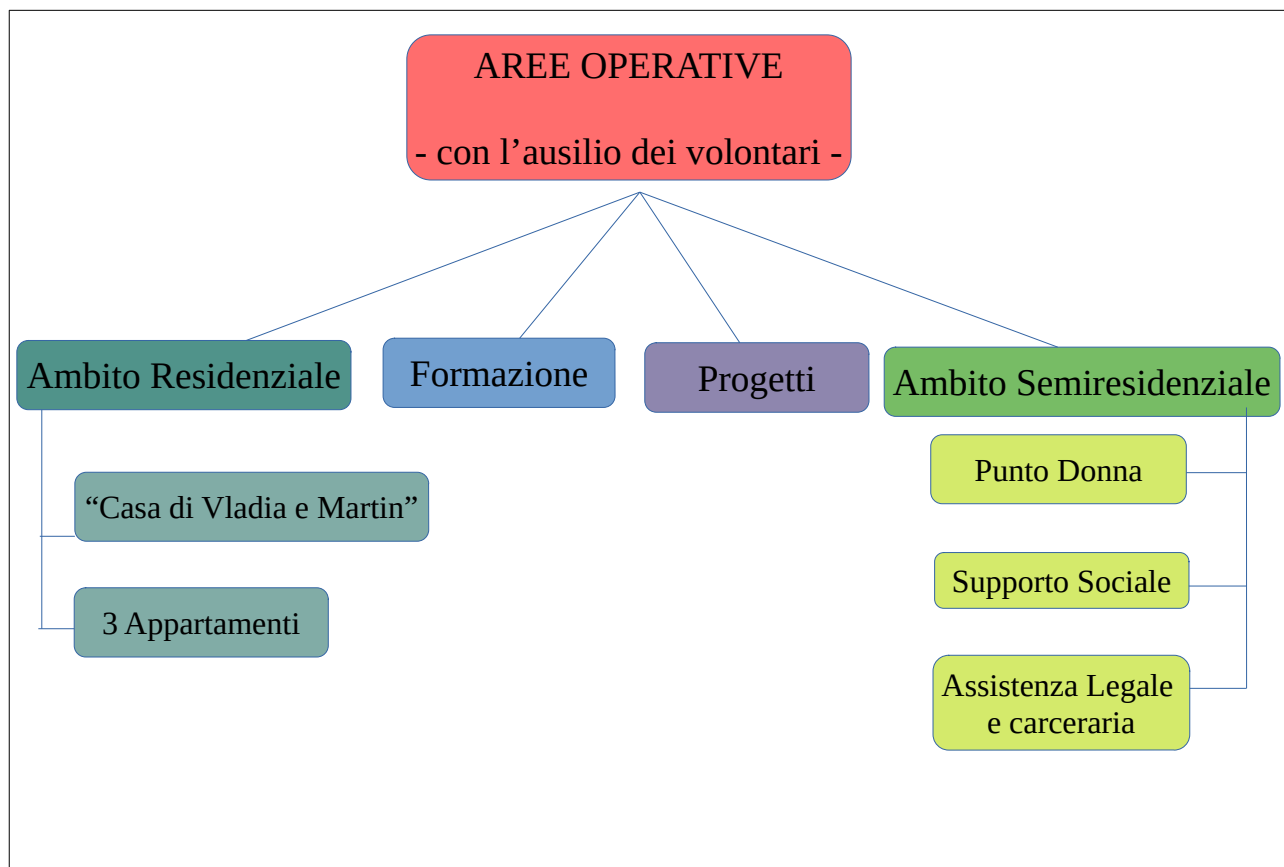 AREE OPERATIVE
- con l’ausilio dei volontari -
Ambito Residenziale
Formazione
Progetti
Ambito Semiresidenziale
“Casa di Vladia e Martin”
3 Appartamenti
Punto Donna
Supporto Sociale
Assistenza Legale
e carceraria